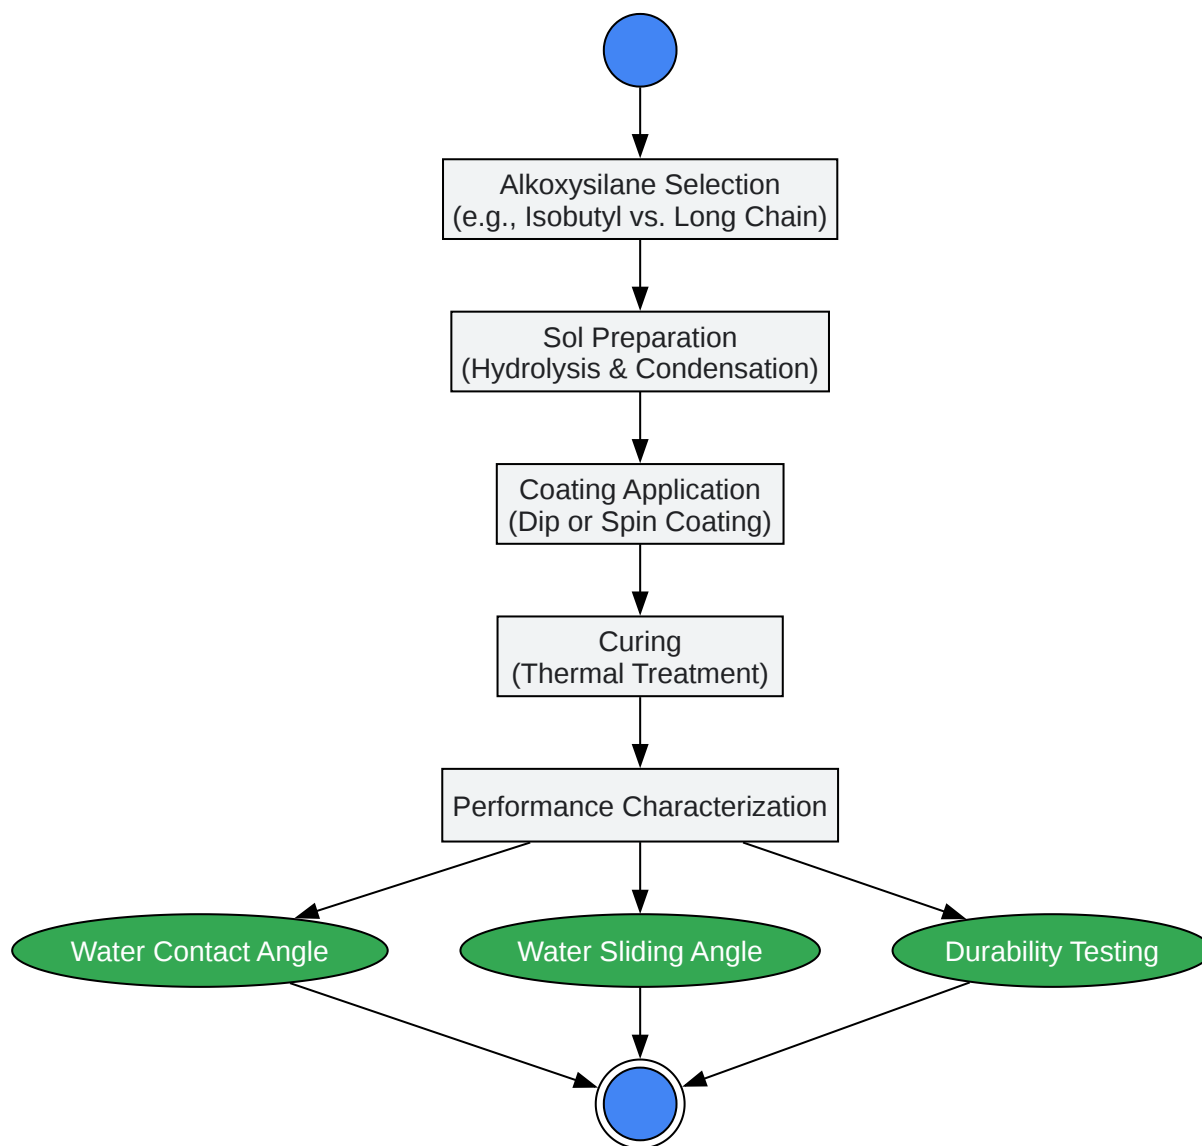 Alkoxysilane Selection
(e.g., Isobutyl vs. Long Chain)
Sol Preparation
(Hydrolysis & Condensation)
Coating Application
(Dip or Spin Coating)
Curing
(Thermal Treatment)
Performance Characterization
Water Contact Angle
Water Sliding Angle
Durability Testing